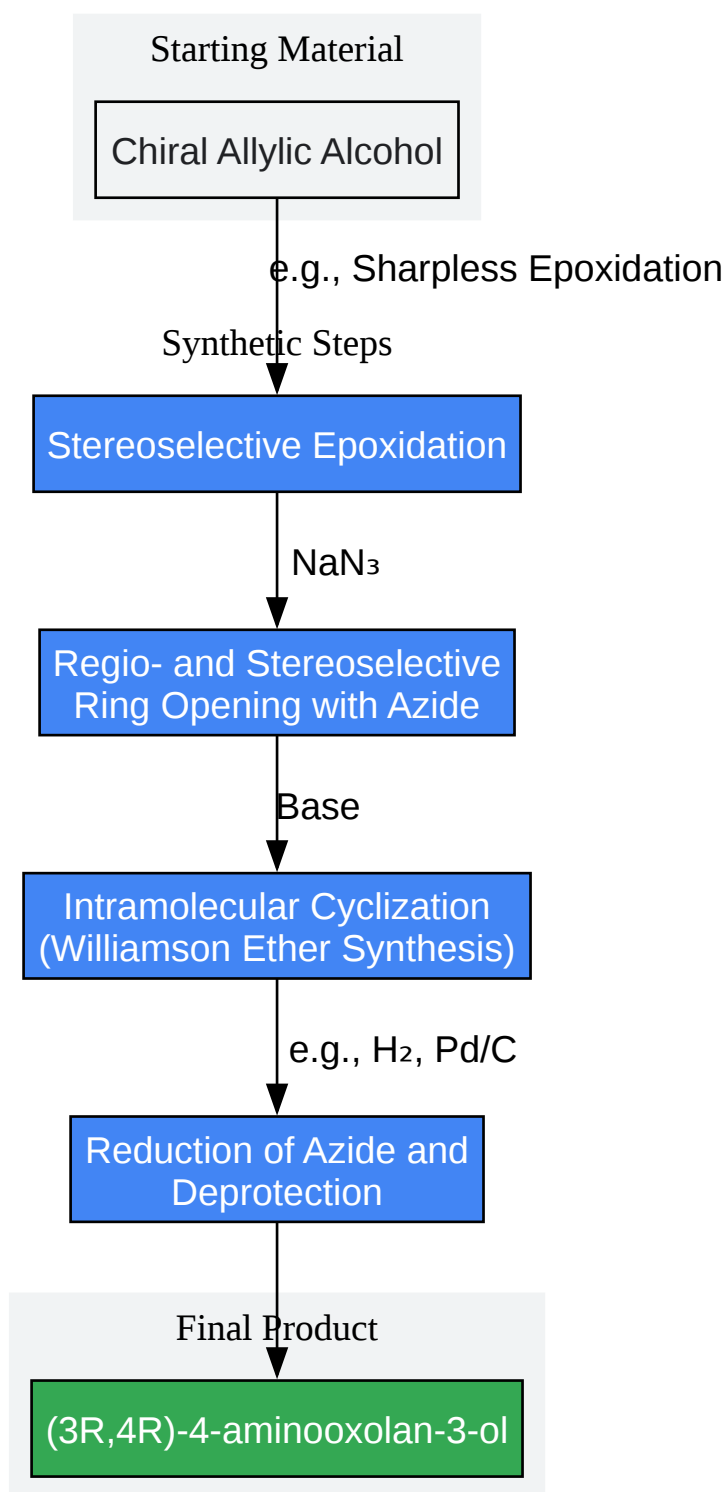 Starting Material
Chiral Allylic Alcohol
e.g., Sharpless Epoxidation
Synthetic Steps
Stereoselective Epoxidation
NaN₃
Regio- and Stereoselective
Ring Opening with Azide
Base
Intramolecular Cyclization
(Williamson Ether Synthesis)
e.g., H₂, Pd/C
Reduction of Azide and
Deprotection
Final Product
(3R,4R)-4-aminooxolan-3-ol